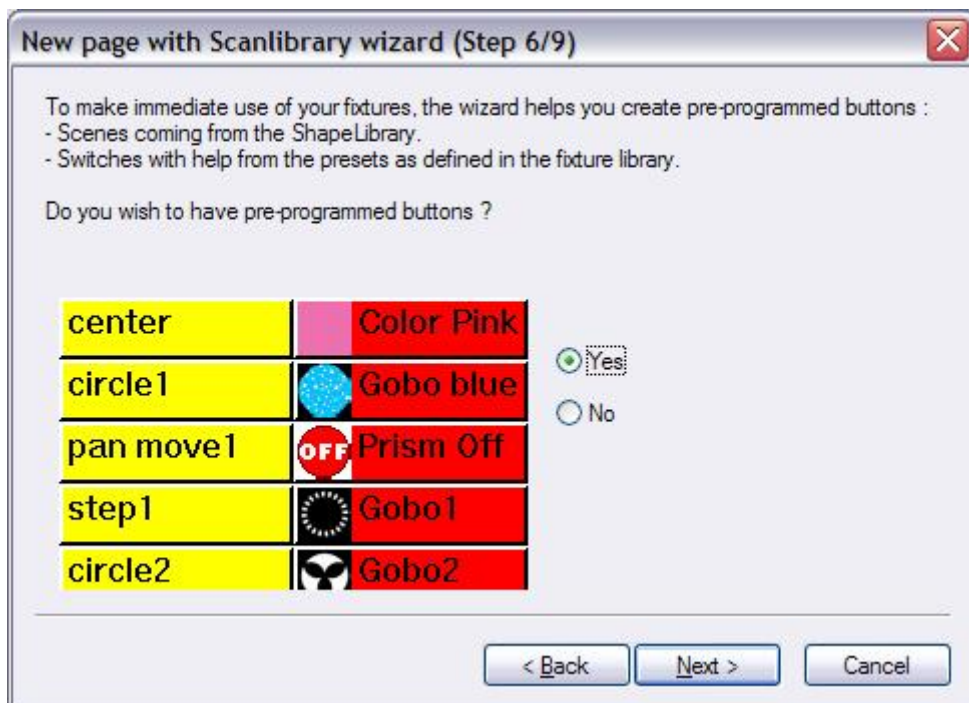 New page with Scanlibrary wizard (Step 6/9)
To make immediate use of your fixtures, the wizard helps you create pre-programmed buttons :
- Scenes coming from the ShapeLibrary.
- Switches with help from the presets as defined in the fixture library.
Do you wish to have pre-programmed buttons ?
center Color Pink
circle1 Gobo blue
Yes
pan move1 OFF Prism Off
No
step1 Gobo1
circle2 Gobo2
< Back Next > Cancel